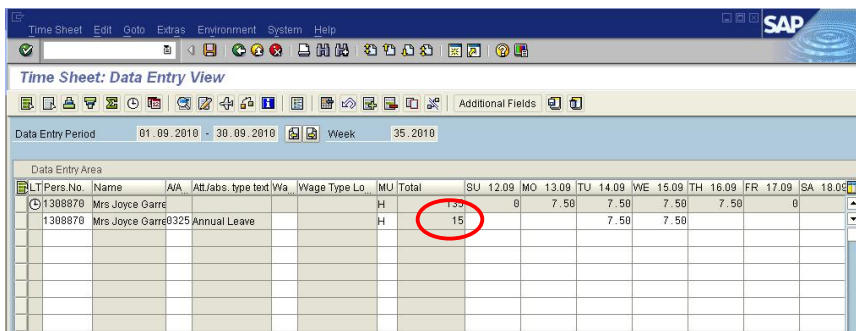 Time Sheet Edit Goto Extras Environment System Help
SAP
Time Sheet: Data Entry View
Additional Fields
Data Entry Period 01.09.2010 - 30.09.2010 Week 35.2010
Data Entry Area
LT Pers.No. Name A/A Att./abs. type text Wa... Wage Type Lo... MU Total SU 12.09 MO 13.09 TU 14.09 WE 15.09 TH 16.09 FR 17.09 SA 18.09
1308870 Mrs Joyce Garre H 135 0 7.50 7.50 7.50 7.50 0
1308870 Mrs Joyce Garre 0325 Annual Leave H 15 7.50 7.50